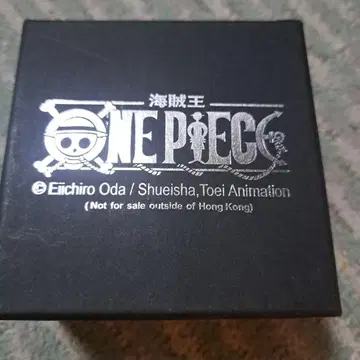 海賊王
ONE PIECE
©Eiichiro Oda / Shueisha,Toei Animation
(Not for sale outside of Hong Kong)